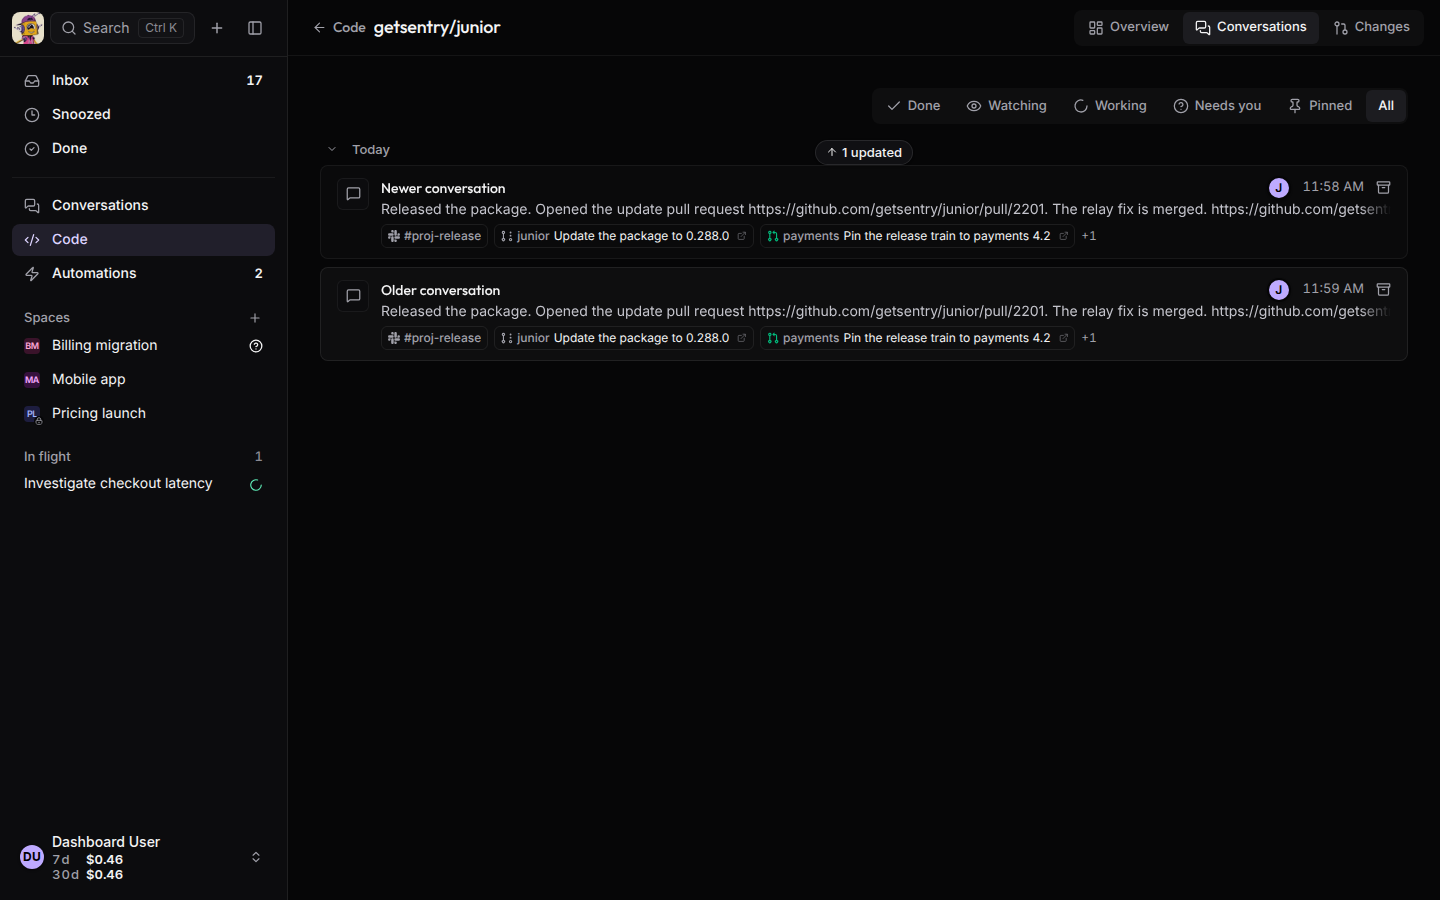 Search Ctrl K
Inbox 17
Snoozed
Done
Conversations
Code
Automations 2
Spaces
BM Billing migration
MA Mobile app
PL Pricing launch
In flight 1
Investigate checkout latency
DU Dashboard User
7d $0.46
30d $0.46
Code getsentry/junior
Overview Conversations Changes
Done Watching Working Needs you Pinned All
Today
1 updated
Newer conversation J 11:58 AM
Released the package. Opened the update pull request https://github.com/getsentry/junior/pull/2201. The relay fix is merged. https://github.com/getsent
#proj-release junior Update the package to 0.288.0 payments Pin the release train to payments 4.2 +1
Older conversation J 11:59 AM
Released the package. Opened the update pull request https://github.com/getsentry/junior/pull/2201. The relay fix is merged. https://github.com/getsent
#proj-release junior Update the package to 0.288.0 payments Pin the release train to payments 4.2 +1